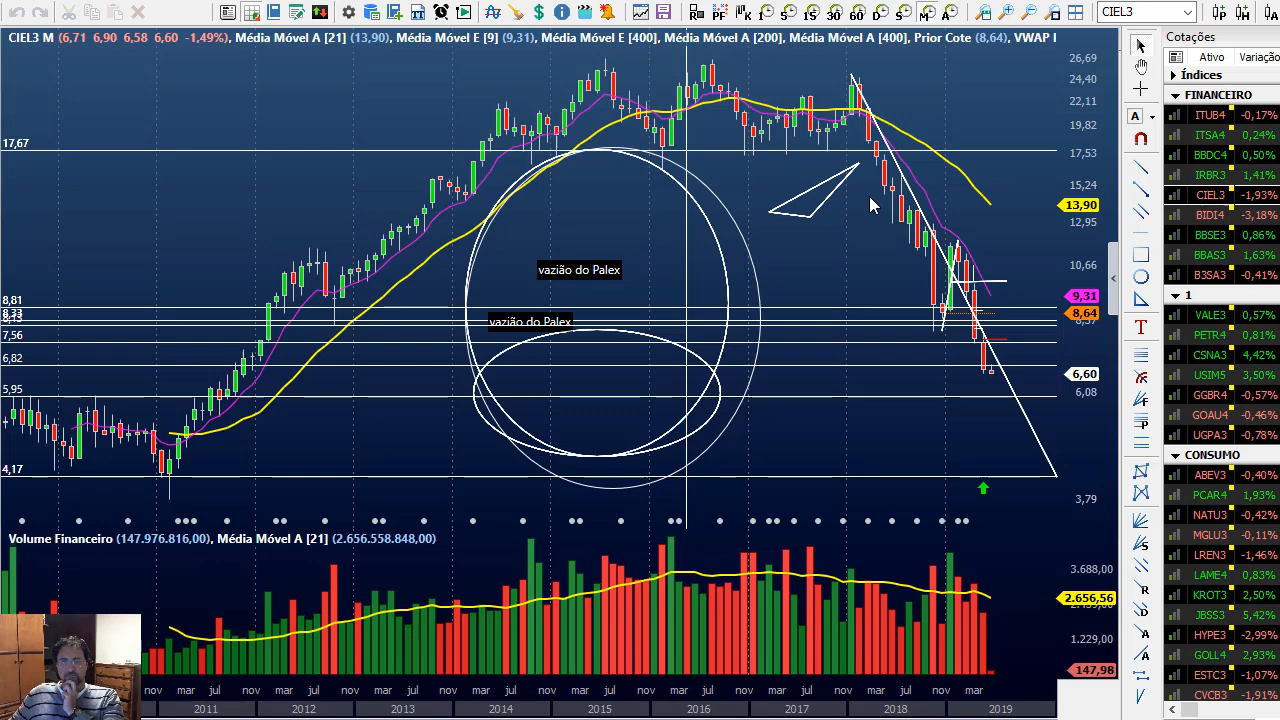 5 15 30 60 D S M A CIEL3
CIEL3 M (6,71 6,90 6,58 6,60 -1,49%), Média Móvel A [21] (13,90), Média Móvel E [9] (9,31), Média Móvel E [400], Média Móvel A [200], Média Móvel A [400], Prior Cote (8,64), VWAP
Cotações
Ativo Variação
Índices
FINANCEIRO
ITUB4 -0,17%
ITSA4 0,24%
BBDC4 0,50%
IRBR3 1,41%
CIEL3 -1,93%
BIDI4 -3,18%
BBSE3 0,86%
BBAS3 1,63%
B3SA3 -0,41%
1
VALE3 0,57%
PETR4 0,81%
CSNA3 4,42%
USIM5 3,50%
GGBR4 -0,57%
GOAU4 -0,46%
UGPA3 -0,78%
CONSUMO
ABEV3 -0,40%
PCAR4 1,93%
NATU3 -0,42%
MGLU3 -0,11%
LREN3 -1,46%
LAME4 0,83%
KROT3 2,50%
JBSS3 5,42%
HYPE3 -2,99%
GOLL4 2,93%
ESTC3 -1,07%
CVCB3 -1,91%
26,69
24,40
22,11
19,82
17,53
15,24
13,90
12,95
10,66
9,31
8,64
6,60
6,08
3,79
17,67
8,81
7,56
6,82
5,95
4,17
vazião do Palex
vazião do Palex
Volume Financeiro (147.976.816,00), Média Móvel A [21] (2.656.558.848,00)
3.688,00
2.656,56
1.229,00
147,98
nov mar jul nov mar jul nov mar jul nov mar jul nov mar jul nov mar jul nov mar jul nov mar jul nov mar
2011 2012 2013 2014 2015 2016 2017 2018 2019